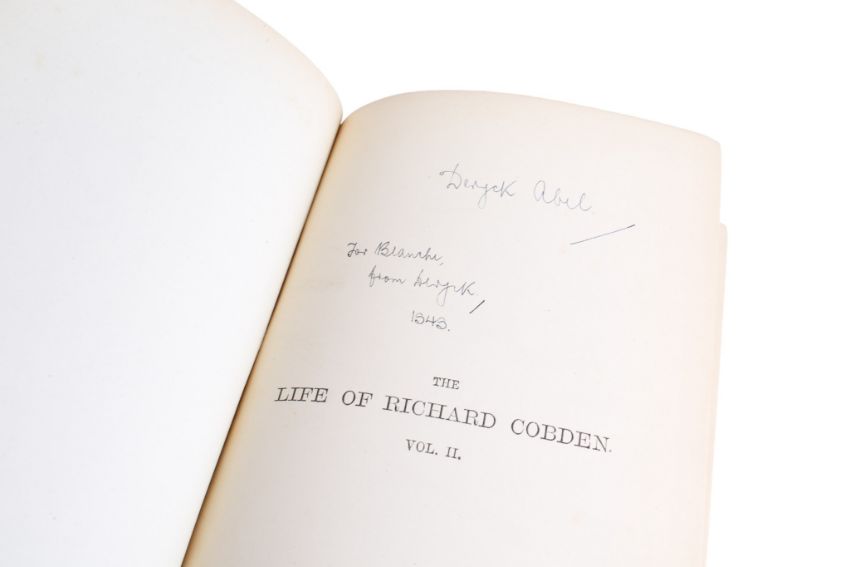 Deryck Abel.
For Blanche,
from Deryck,
1943.
THE
LIFE OF RICHARD COBDEN.
VOL. II.